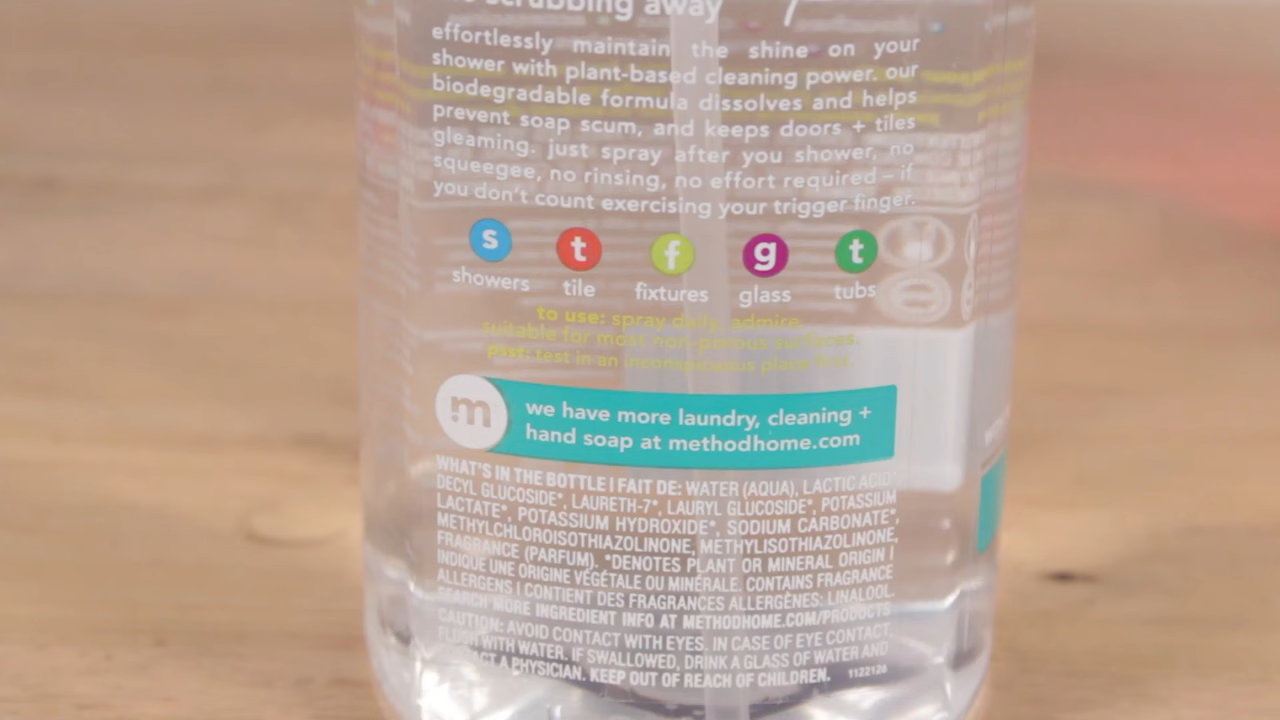 scrubbing away
effortlessly maintain the shine on your
shower with plant-based cleaning power. our
biodegradable formula dissolves and helps
prevent soap scum, and keeps doors + tiles
gleaming. just spray after you shower, no
squeegee, no rinsing, no effort required – if
you don't count exercising your trigger finger.
s t f g t
showers tile fixtures glass tubs
to use: spray daily, admire.
suitable for most non-porous surfaces.
psst: test in an inconspicuous place first.
m
we have more laundry, cleaning +
hand soap at methodhome.com
WHAT'S IN THE BOTTLE | FAIT DE: WATER (AQUA), LACTIC ACID*
DECYL GLUCOSIDE*, LAURETH-7*, LAURYL GLUCOSIDE*, POTASSIUM
LACTATE*, POTASSIUM HYDROXIDE*, SODIUM CARBONATE*,
METHYLCHLOROISOTHIAZOLINONE, METHYLISOTHIAZOLINONE,
FRAGRANCE (PARFUM). *DENOTES PLANT OR MINERAL ORIGIN |
INDIQUE UNE ORIGINE VÉGÉTALE OU MINÉRALE. CONTAINS FRAGRANCE
ALLERGENS | CONTIENT DES FRAGRANCES ALLERGÈNES: LINALOOL.
SEARCH MORE INGREDIENT INFO AT METHODHOME.COM/PRODUCTS
CAUTION: AVOID CONTACT WITH EYES. IN CASE OF EYE CONTACT,
FLUSH WITH WATER. IF SWALLOWED, DRINK A GLASS OF WATER AND
A PHYSICIAN. KEEP OUT OF REACH OF CHILDREN. 1122126